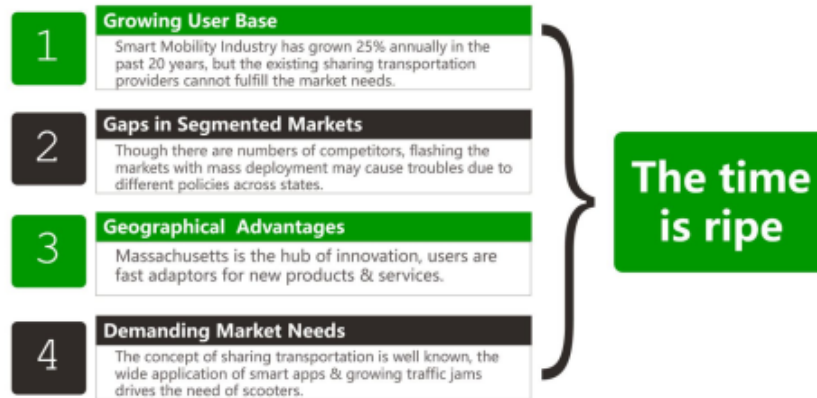 1
Growing User Base
Smart Mobility Industry has grown 25% annually in the
past 20 years, but the existing sharing transportation
providers cannot fulfill the market needs.
2
Gaps in Segmented Markets
Though there are numbers of competitors, flashing the
markets with mass deployment may cause troubles due to
different policies across states.
3
Geographical Advantages
Massachusetts is the hub of innovation, users are
fast adaptors for new products & services.
4
Demanding Market Needs
The concept of sharing transportation is well known, the
wide application of smart apps & growing traffic jams
drives the need of scooters.
The time
is ripe